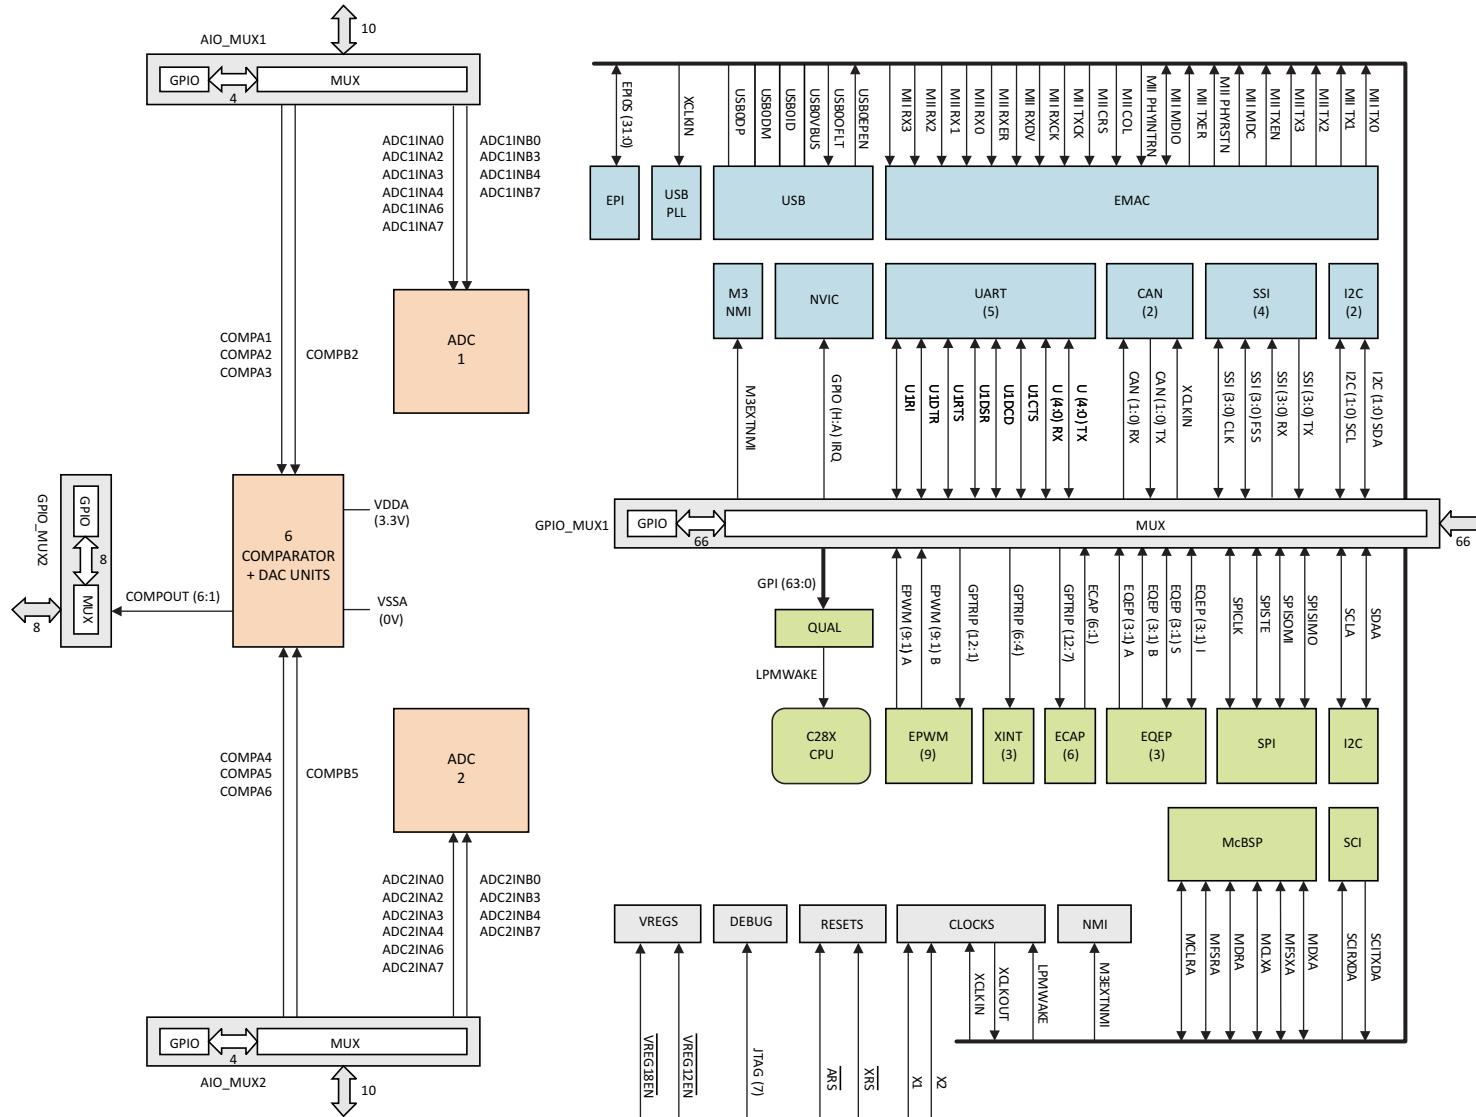 10
AIO_MUX1
GPIO
MUX
4
ADC1INA0
ADC1INA2
ADC1INA3
ADC1INA4
ADC1INA6
ADC1INA7
ADC1INB0
ADC1INB3
ADC1INB4
ADC1INB7
ADC
1
COMPA1
COMPA2
COMPA3
COMPB2
GPIO_MUX2
GPIO
8
MUX
8
COMPOUT (6:1)
6
COMPARATOR
+ DAC UNITS
VDDA
(3.3V)
VSSA
(0V)
COMPA4
COMPA5
COMPA6
COMPB5
ADC
2
ADC2INA0
ADC2INA2
ADC2INA3
ADC2INA4
ADC2INA6
ADC2INA7
ADC2INB0
ADC2INB3
ADC2INB4
ADC2INB7
GPIO
MUX
4
AIO_MUX2
10
EPI0S (31:0)
XCLKIN
USB0DP
USB0DM
USB0ID
USB0VBUS
USB0OFLT
USB0EPEN
MII RX3
MII RX2
MII RX1
MII RX0
MII RXER
MII RXDV
MII RXCK
MII TXCK
MII CRS
MII COL
MII PHYINTRN
MII MDIO
MII TXER
MII PHYRSTN
MII MDC
MII TXEN
MII TX3
MII TX2
MII TX1
MII TX0
EPI
USB
PLL
USB
EMAC
M3
NMI
NVIC
UART
(5)
CAN
(2)
SSI
(4)
I2C
(2)
M3EXTNMI
GPIO (H:A) IRQ
U1RI
U1DTR
U1RTS
U1DSR
U1DCD
U1CTS
U (4:0) RX
U (4:0) TX
CAN (1:0) RX
CAN (1:0) TX
XCLKIN
SSI (3:0) CLK
SSI (3:0) FSS
SSI (3:0) RX
SSI (3:0) TX
I2C (1:0) SCL
I2C (1:0) SDA
GPIO_MUX1
GPIO
66
MUX
66
GPI (63:0)
QUAL
LPMWAKE
C28X
CPU
EPWM (9:1) A
EPWM (9:1) B
GPTRIP (12:1)
GPTRIP (6:4)
GPTRIP (12:7)
ECAP (6:1)
EQEP (3:1) A
EQEP (3:1) B
EQEP (3:1) S
EQEP (3:1) I
SPICLK
SPISTE
SPISOMI
SPISIMO
SCLA
SDAA
EPWM
(9)
XINT
(3)
ECAP
(6)
EQEP
(3)
SPI
I2C
McBSP
SCI
MCLRA
MFSRA
MDRA
MCLXA
MFSXA
MDXA
SCIRXDA
SCITXDA
VREGS
DEBUG
RESETS
CLOCKS
NMI
VREG18EN
VREG12EN
JTAG (7)
ARS
XRS
X1
X2
XCLKIN
XCLKOUT
LPMWAKE
M3EXTNMI